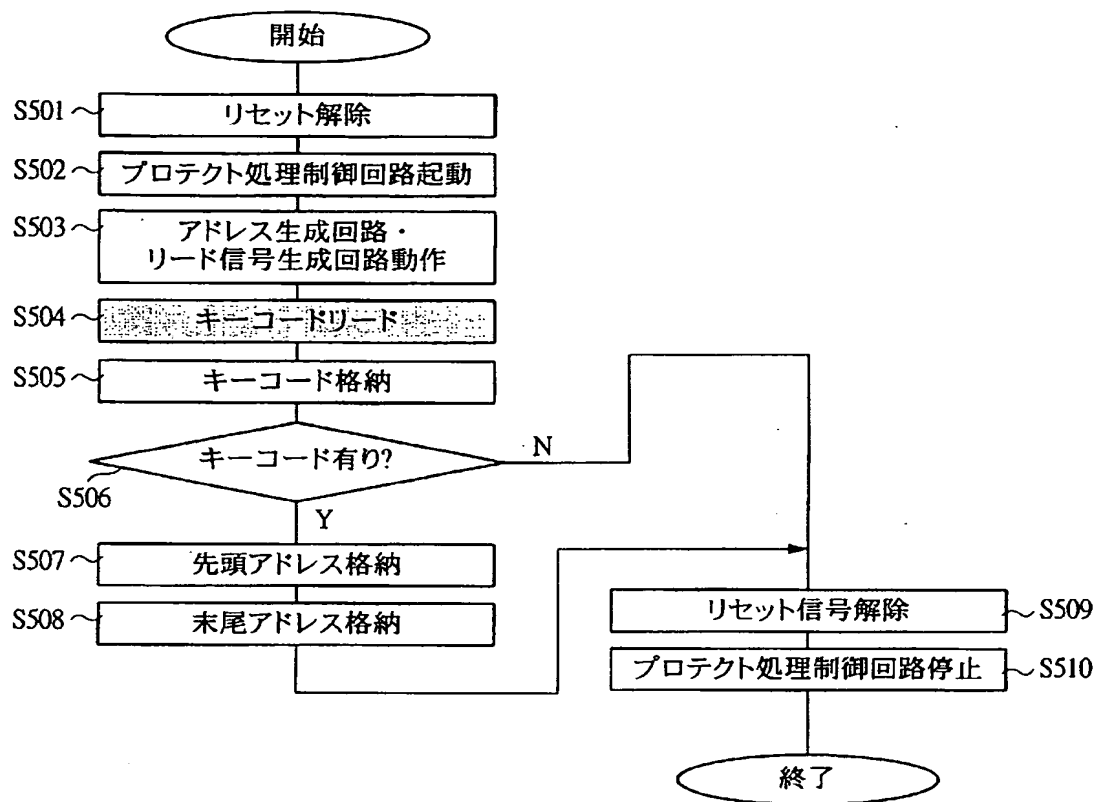 開始
S501
リセット解除
S502
プロテクト処理制御回路起動
S503
アドレス生成回路・
リード信号生成回路動作
S504
キーコードリード
S505
キーコード格納
キーコード有り?
N
S506
Y
S507
先頭アドレス格納
S508
末尾アドレス格納
リセット信号解除
S509
プロテクト処理制御回路停止
S510
終了